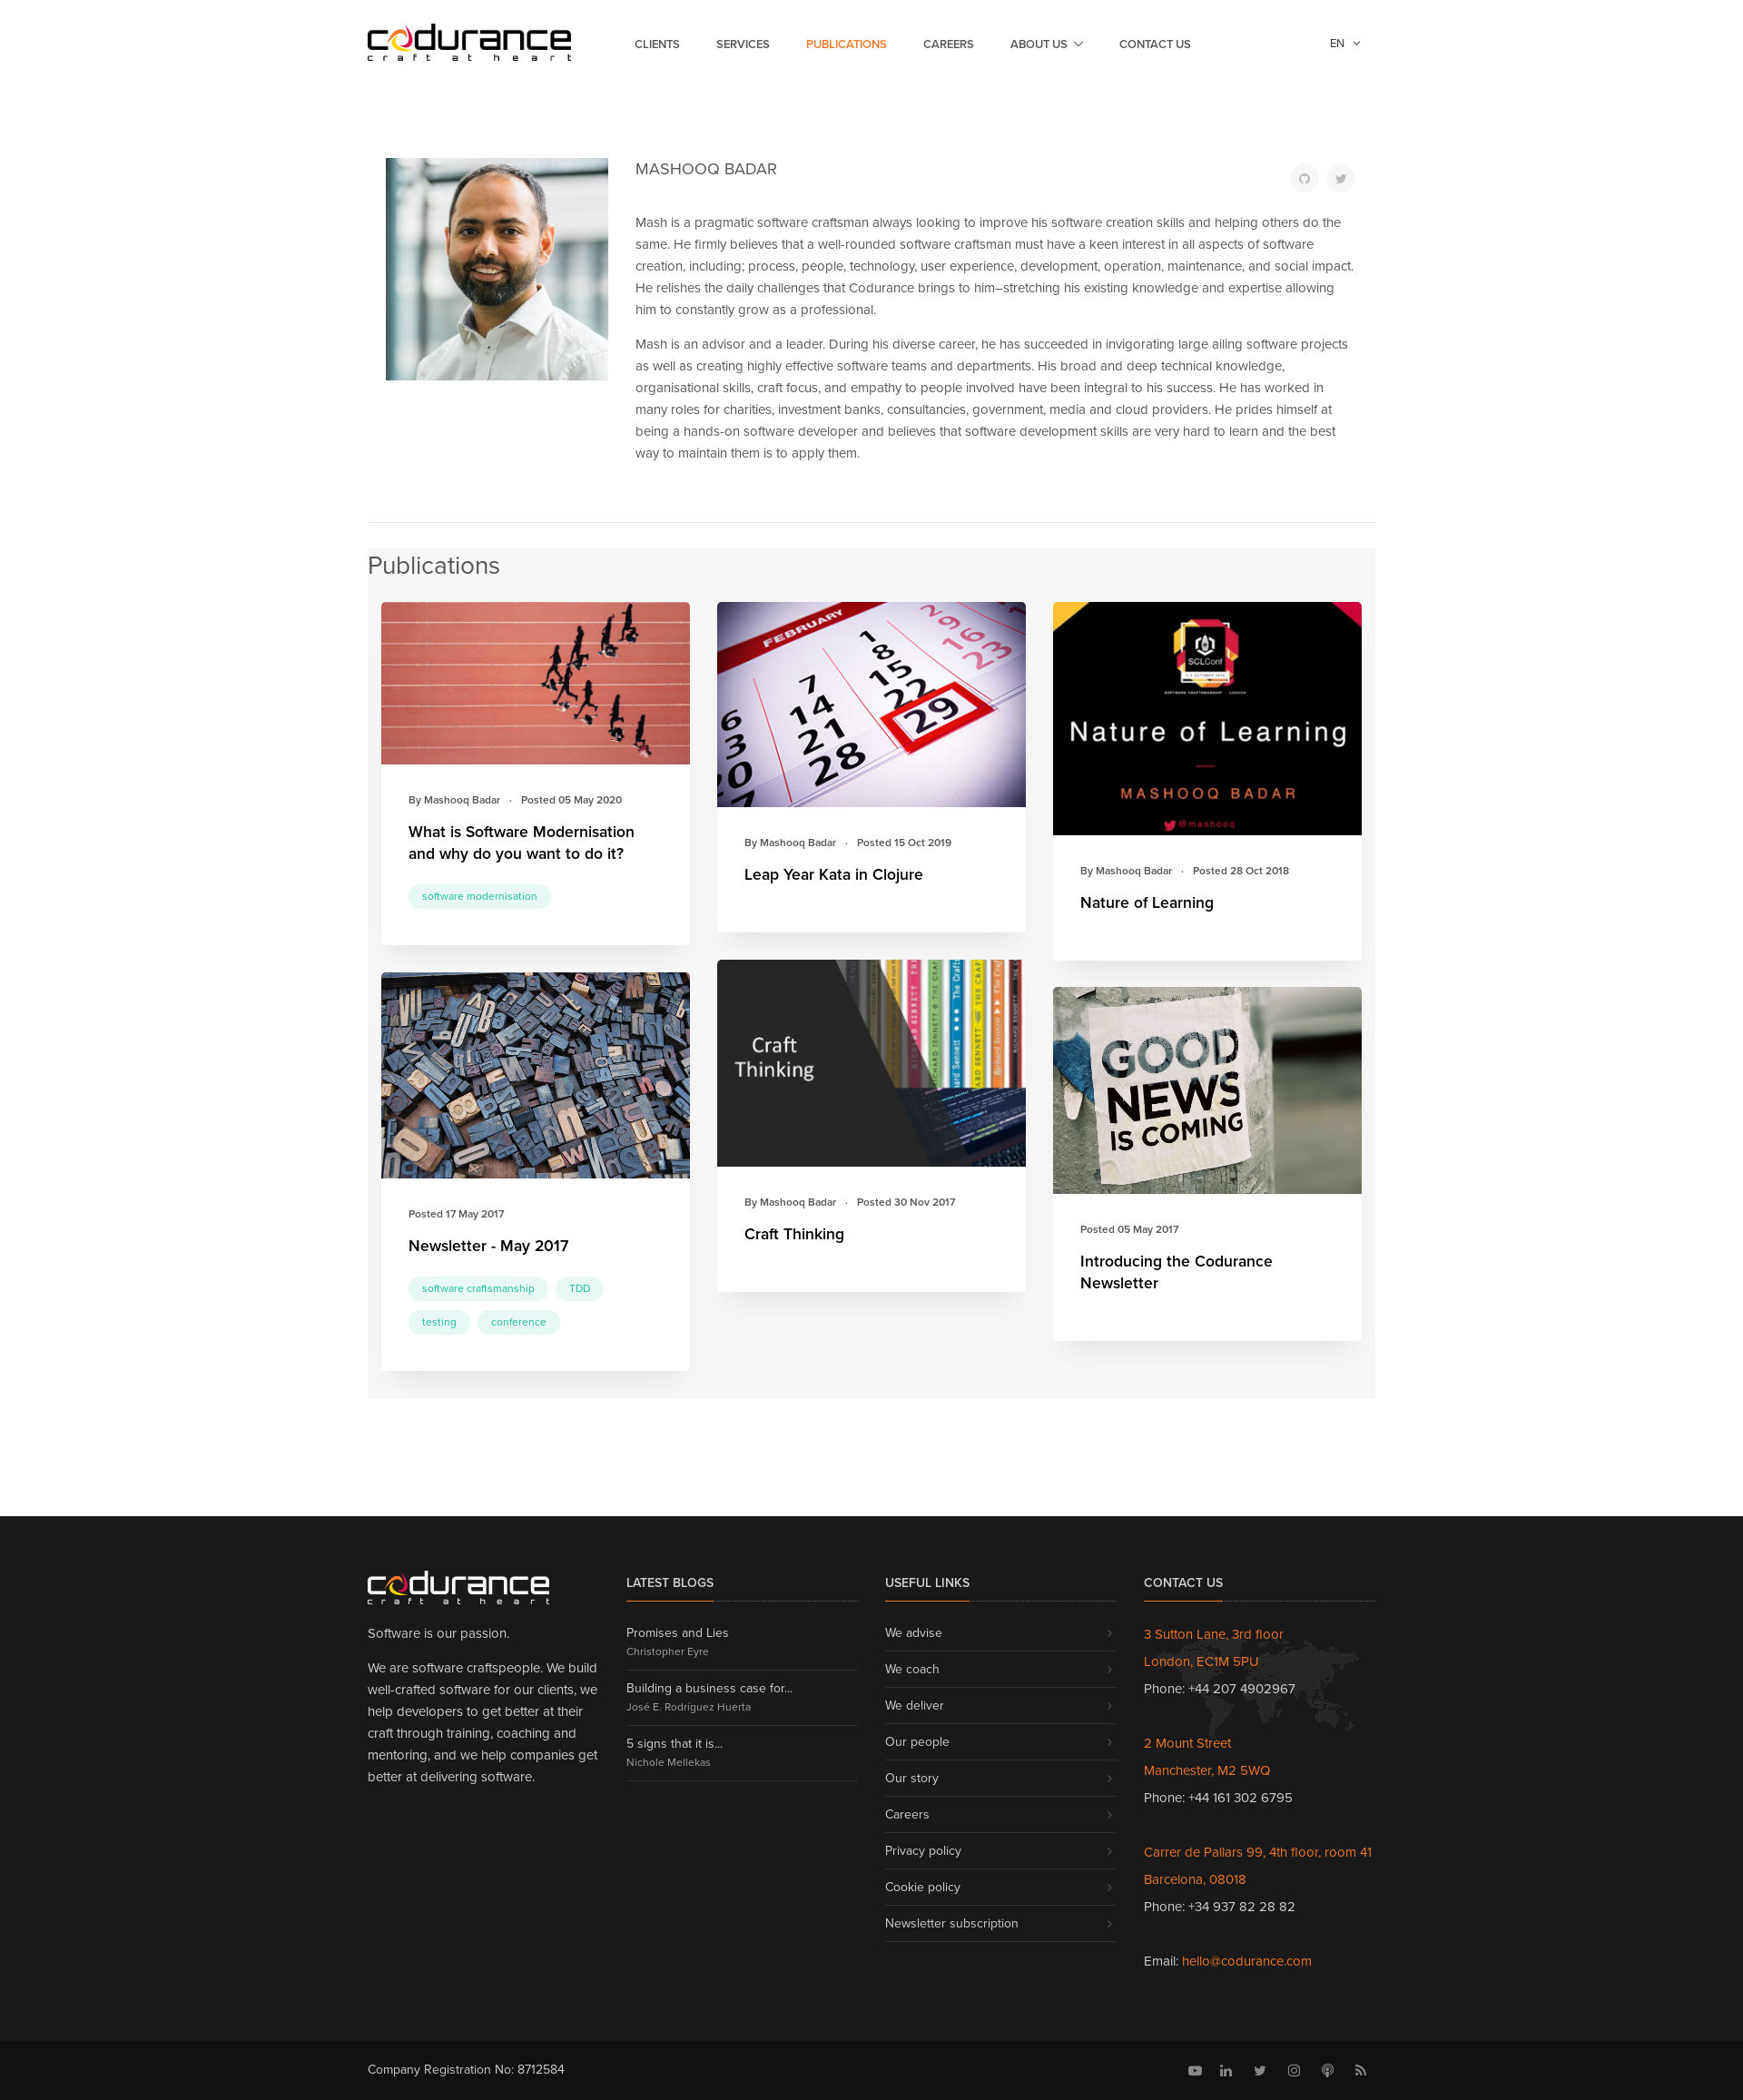 codurance
craft at heart
CLIENTS
SERVICES
PUBLICATIONS
CAREERS
ABOUT US
CONTACT US
EN
MASHOOQ BADAR
Mash is a pragmatic software craftsman always looking to improve his software creation skills and helping others do the
same. He firmly believes that a well-rounded software craftsman must have a keen interest in all aspects of software
creation, including; process, people, technology, user experience, development, operation, maintenance, and social impact.
He relishes the daily challenges that Codurance brings to him–stretching his existing knowledge and expertise allowing
him to constantly grow as a professional.
Mash is an advisor and a leader. During his diverse career, he has succeeded in invigorating large ailing software projects
as well as creating highly effective software teams and departments. His broad and deep technical knowledge,
organisational skills, craft focus, and empathy to people involved have been integral to his success. He has worked in
many roles for charities, investment banks, consultancies, government, media and cloud providers. He prides himself at
being a hands-on software developer and believes that software development skills are very hard to learn and the best
way to maintain them is to apply them.
Publications
By Mashooq Badar · Posted 05 May 2020
What is Software Modernisation
and why do you want to do it?
software modernisation
FEBRUARY
1 8 15 22 29
7 14 21 28
2 9 16 23
By Mashooq Badar · Posted 15 Oct 2019
Leap Year Kata in Clojure
SCLConf
Nature of Learning
MASHOOQ BADAR
@mashooq
By Mashooq Badar · Posted 28 Oct 2018
Nature of Learning
Posted 17 May 2017
Newsletter - May 2017
software craftsmanship
TDD
testing
conference
Craft
Thinking
By Mashooq Badar · Posted 30 Nov 2017
Craft Thinking
GOOD
NEWS
IS COMING
Posted 05 May 2017
Introducing the Codurance
Newsletter
codurance
craft at heart
Software is our passion.
We are software craftspeople. We build
well-crafted software for our clients, we
help developers to get better at their
craft through training, coaching and
mentoring, and we help companies get
better at delivering software.
LATEST BLOGS
Promises and Lies
Christopher Eyre
Building a business case for...
José E. Rodríguez Huerta
5 signs that it is...
Nichole Mellekas
USEFUL LINKS
We advise
We coach
We deliver
Our people
Our story
Careers
Privacy policy
Cookie policy
Newsletter subscription
CONTACT US
3 Sutton Lane, 3rd floor
London, EC1M 5PU
Phone: +44 207 4902967
2 Mount Street
Manchester, M2 5WQ
Phone: +44 161 302 6795
Carrer de Pallars 99, 4th floor, room 41
Barcelona, 08018
Phone: +34 937 82 28 82
Email: hello@codurance.com
Company Registration No: 8712584